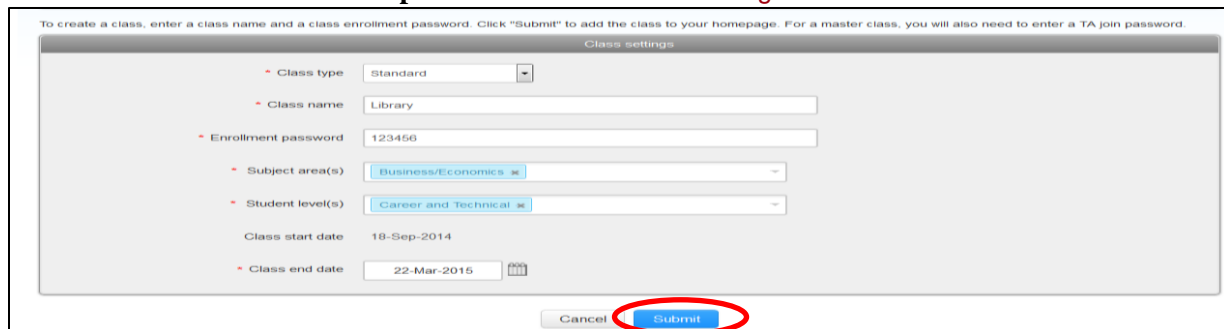 To create a class, enter a class name and a class enrollment password. Click "Submit" to add the class to your homepage. For a master class, you will also need to enter a TA join password.
Class settings
* Class type Standard
* Class name Library
* Enrollment password 123456
* Subject area(s) Business/Economics ×
* Student level(s) Career and Technical ×
Class start date 18-Sep-2014
* Class end date 22-Mar-2015
Cancel Submit